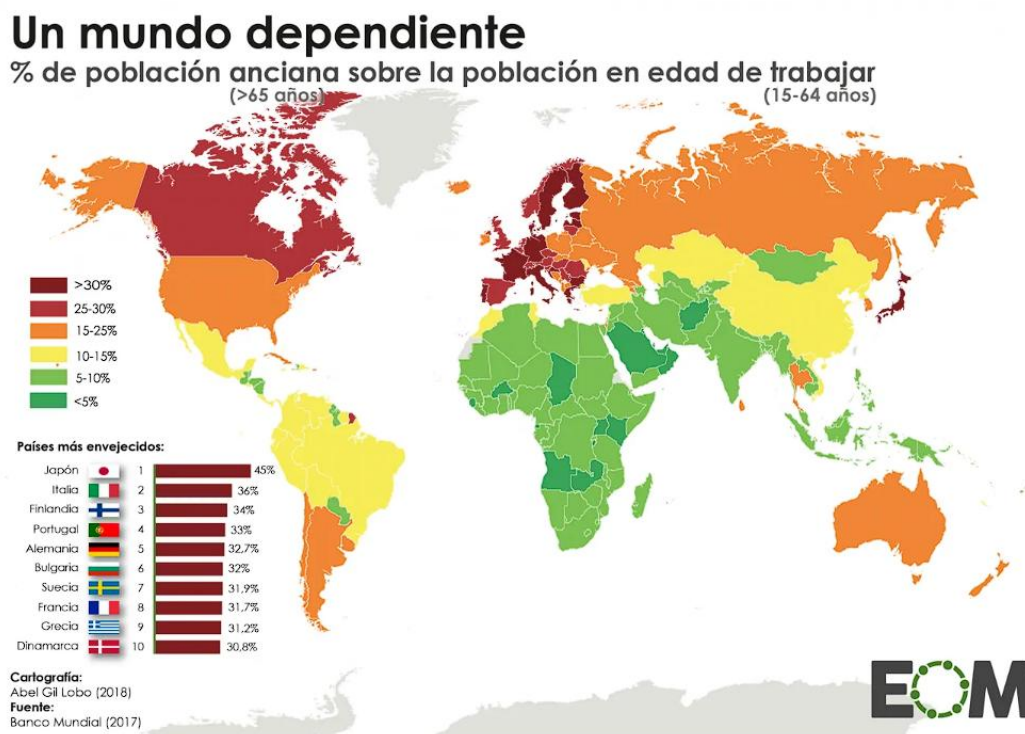 Un mundo dependiente
% de población anciana sobre la población en edad de trabajar
(>65 años) (15-64 años)
>30%
25-30%
15-25%
10-15%
5-10%
<5%
Países más envejecidos:
Japón 1 45%
Italia 2 36%
Finlandia 3 34%
Portugal 4 33%
Alemania 5 32,7%
Bulgaria 6 32%
Suecia 7 31,9%
Francia 8 31,7%
Grecia 9 31,2%
Dinamarca 10 30,8%
Cartografía:
Abel Gil Lobo (2018)
Fuente:
Banco Mundial (2017)
EOM